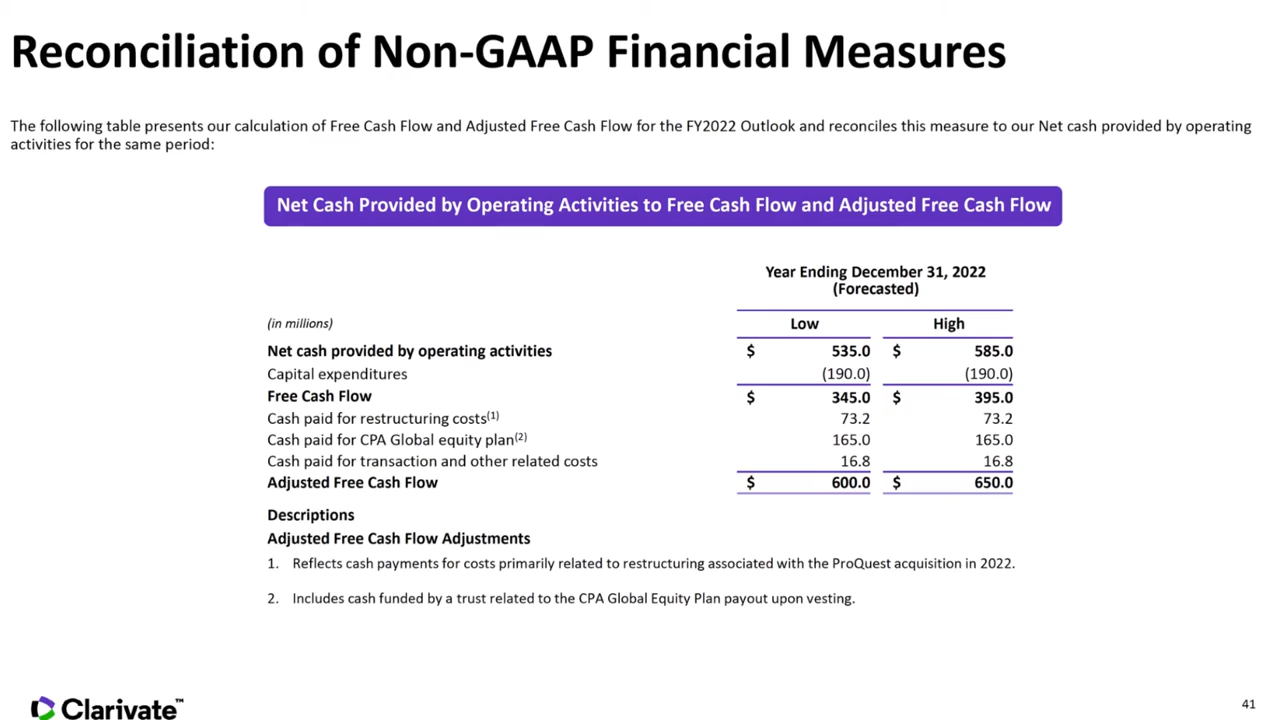 Reconciliation of Non-GAAP Financial Measures
The following table presents our calculation of Free Cash Flow and Adjusted Free Cash Flow for the FY2022 Outlook and reconciles this measure to our Net cash provided by operating
activities for the same period:
Net Cash Provided by Operating Activities to Free Cash Flow and Adjusted Free Cash Flow
Year Ending December 31, 2022
(Forecasted)
(in millions) Low High
Net cash provided by operating activities $ 535.0 $ 585.0
Capital expenditures (190.0) (190.0)
Free Cash Flow $ 345.0 $ 395.0
Cash paid for restructuring costs(1) 73.2 73.2
Cash paid for CPA Global equity plan(2) 165.0 165.0
Cash paid for transaction and other related costs 16.8 16.8
Adjusted Free Cash Flow $ 600.0 $ 650.0
Descriptions
Adjusted Free Cash Flow Adjustments
1. Reflects cash payments for costs primarily related to restructuring associated with the ProQuest acquisition in 2022.
2. Includes cash funded by a trust related to the CPA Global Equity Plan payout upon vesting.
Clarivate™
41